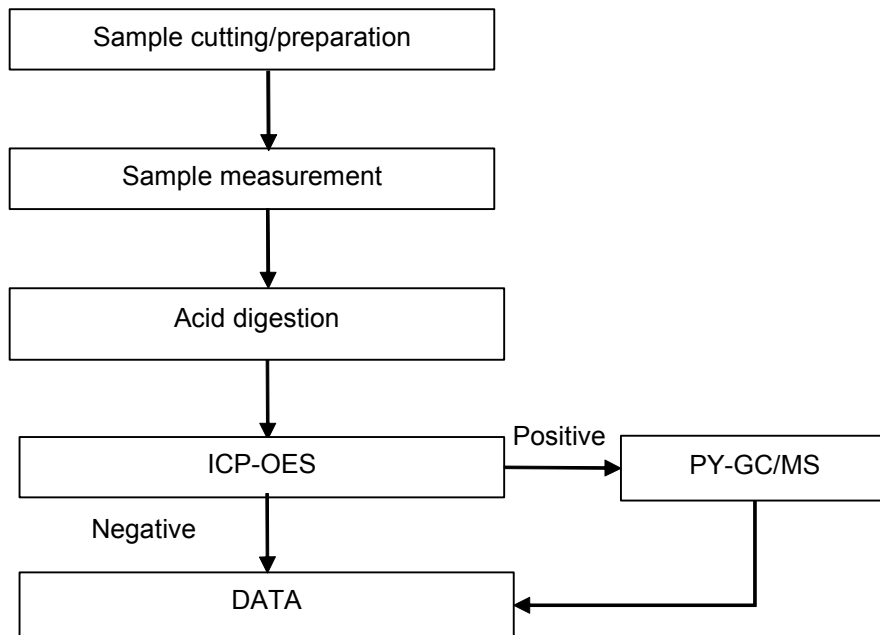 Sample cutting/preparation
Sample measurement
Acid digestion
ICP-OES
Positive
PY-GC/MS
Negative
DATA